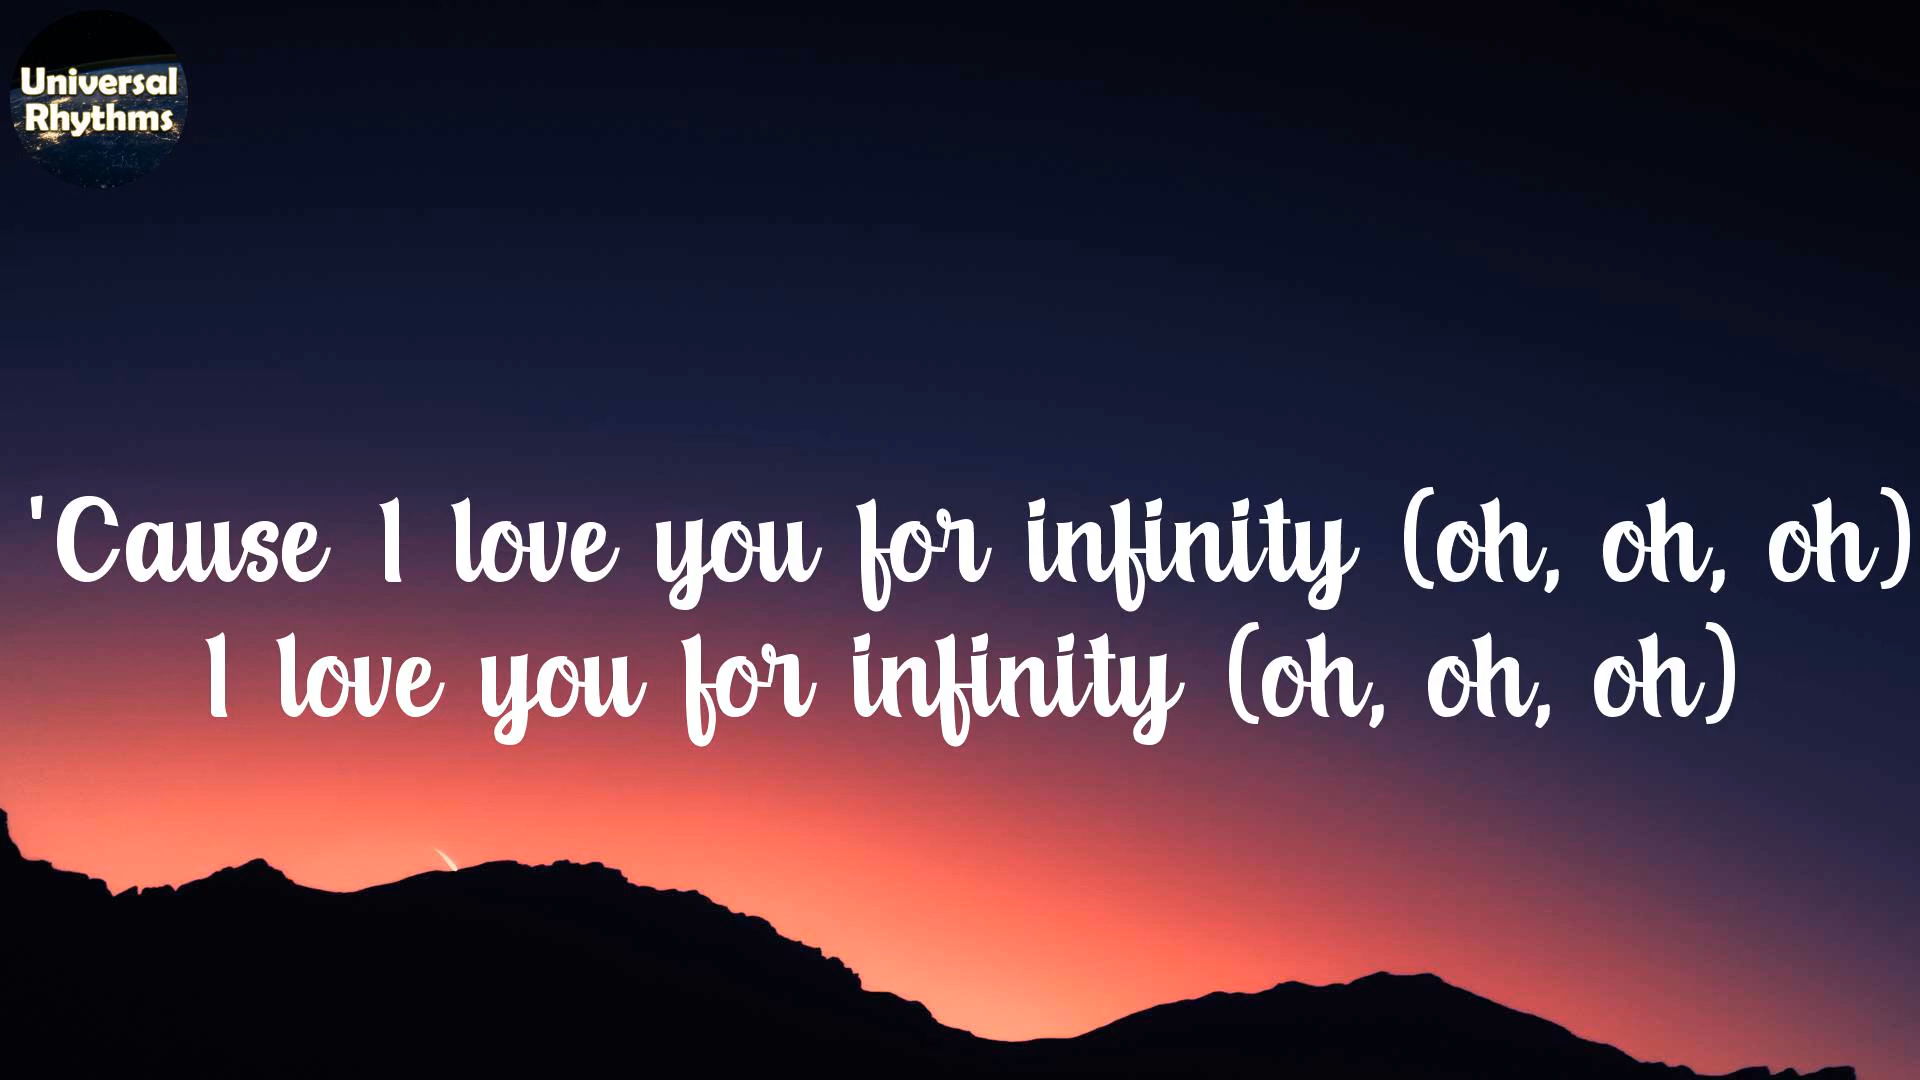 Universal
Rhythms
'Cause I love you for infinity (oh, oh, oh)
I love you for infinity (oh, oh, oh)